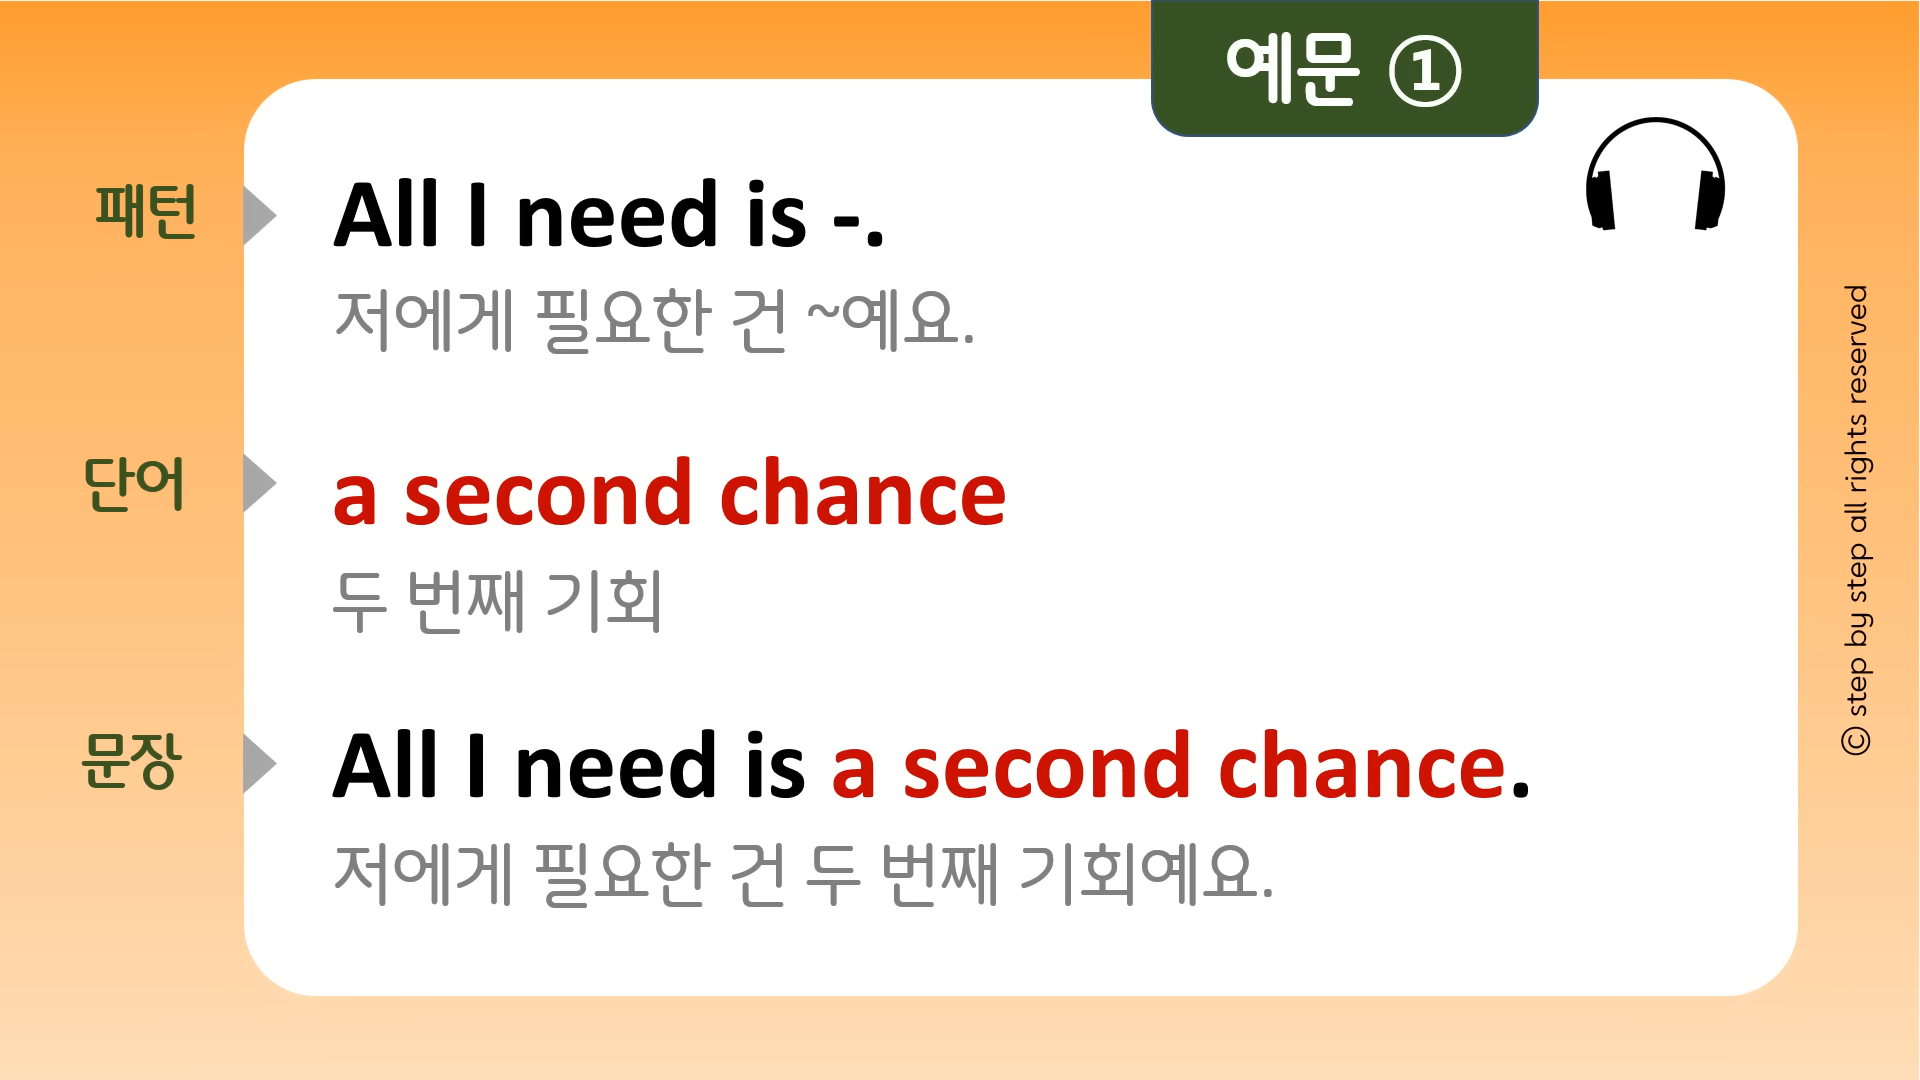 예문 ①
패턴
All I need is -.
저에게 필요한 건 ~예요.
단어
a second chance
두 번째 기회
문장
All I need is a second chance.
저에게 필요한 건 두 번째 기회예요.
© step by step all rights reserved